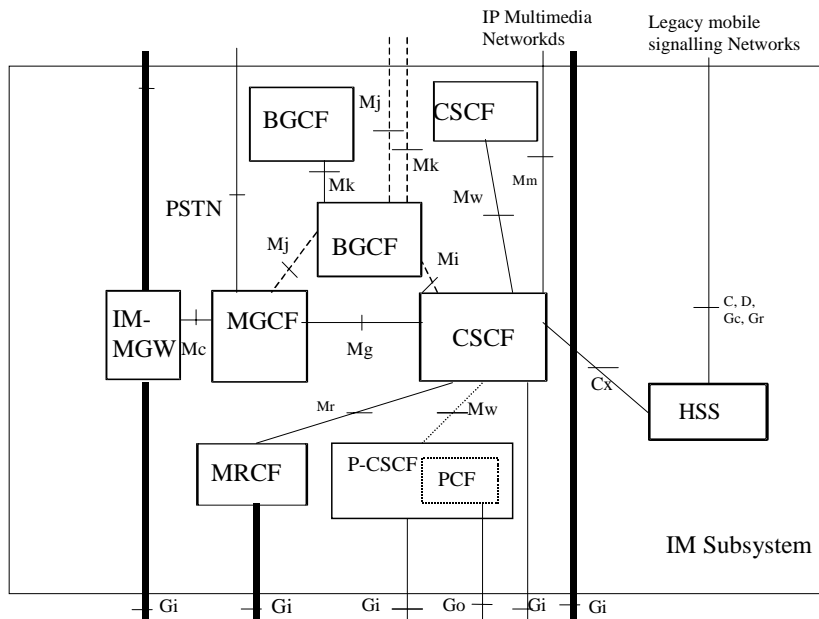 IP Multimedia
Networkds
Legacy mobile
signalling Networks
BGCF
Mj
CSCF
Mk
Mk
Mw
Mm
PSTN
BGCF
Mj
Mi
IM-
MGW
Mc
MGCF
Mg
CSCF
C, D,
Gc, Gr
Cx
HSS
Mr
Mw
MRCF
P-CSCF
PCF
IM Subsystem
Gi
Gi
Gi
Go
Gi
Gi